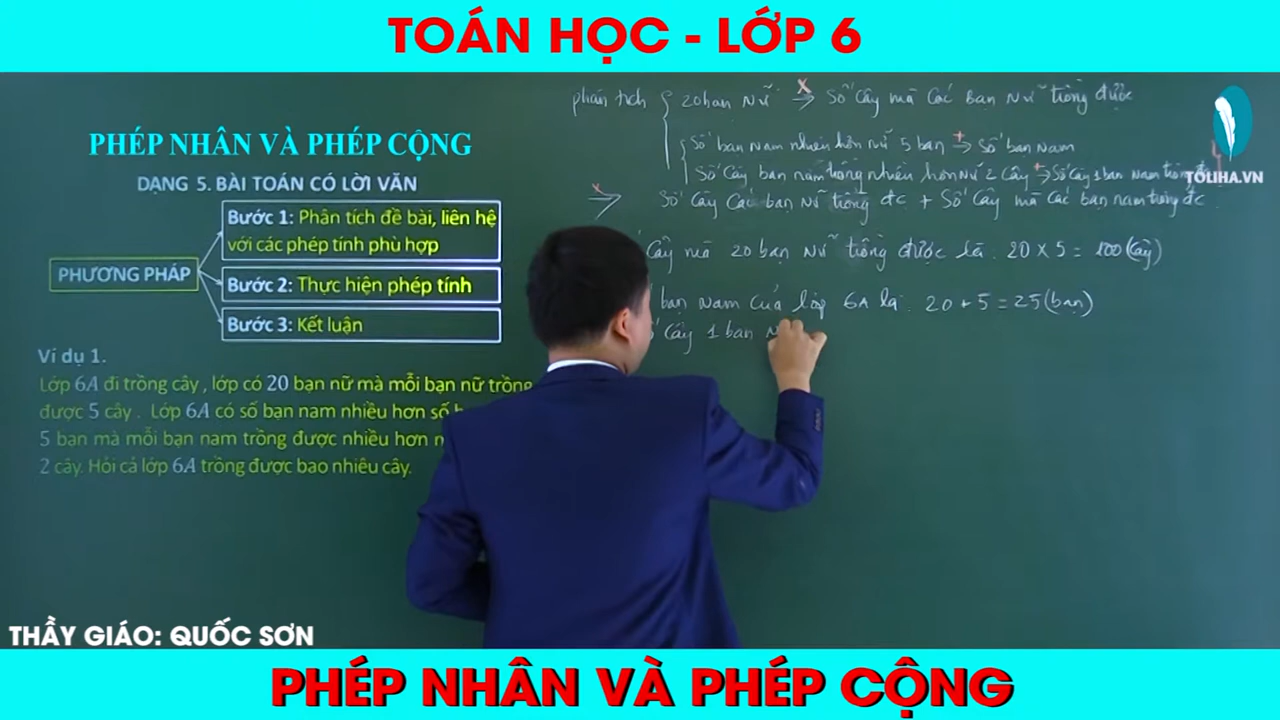 TOÁN HỌC - LỚP 6
PHÉP NHÂN VÀ PHÉP CỘNG
DẠNG 5. BÀI TOÁN CÓ LỜI VĂN
PHƯƠNG PHÁP
Bước 1: Phân tích đề bài, liên hệ
với các phép tính phù hợp
Bước 2: Thực hiện phép tính
Bước 3: Kết luận
Ví dụ 1.
Lớp 6A đi trồng cây , lớp có 20 bạn nữ mà mỗi bạn nữ trồng
được 5 cây . Lớp 6A có số bạn nam nhiều hơn số
5 bạn mà mỗi bạn nam trồng được nhiều hơn
2 cây. Hỏi cả lớp 6A trồng được bao nhiêu cây.
phân tích { 20 bạn nữ x ⇒ Số cây mà các bạn nữ trồng được
{ Số bạn nam nhiều hơn nữ 5 bạn + ⇒ Số bạn nam
Số cây bạn nam trồng nhiều hơn nữ 2 cây + ⇒ Số cây 1 bạn nam trồng
⇒ Số cây các bạn nữ trồng đc + Số cây mà các bạn nam trồng đc
cây mà 20 bạn nữ trồng được là: 20 x 5 = 100 (cây)
bạn nam của lớp 6A là: 20 + 5 = 25 (bạn)
cây 1 bạn
TOLIHA.VN
THẦY GIÁO: QUỐC SƠN
PHÉP NHÂN VÀ PHÉP CỘNG